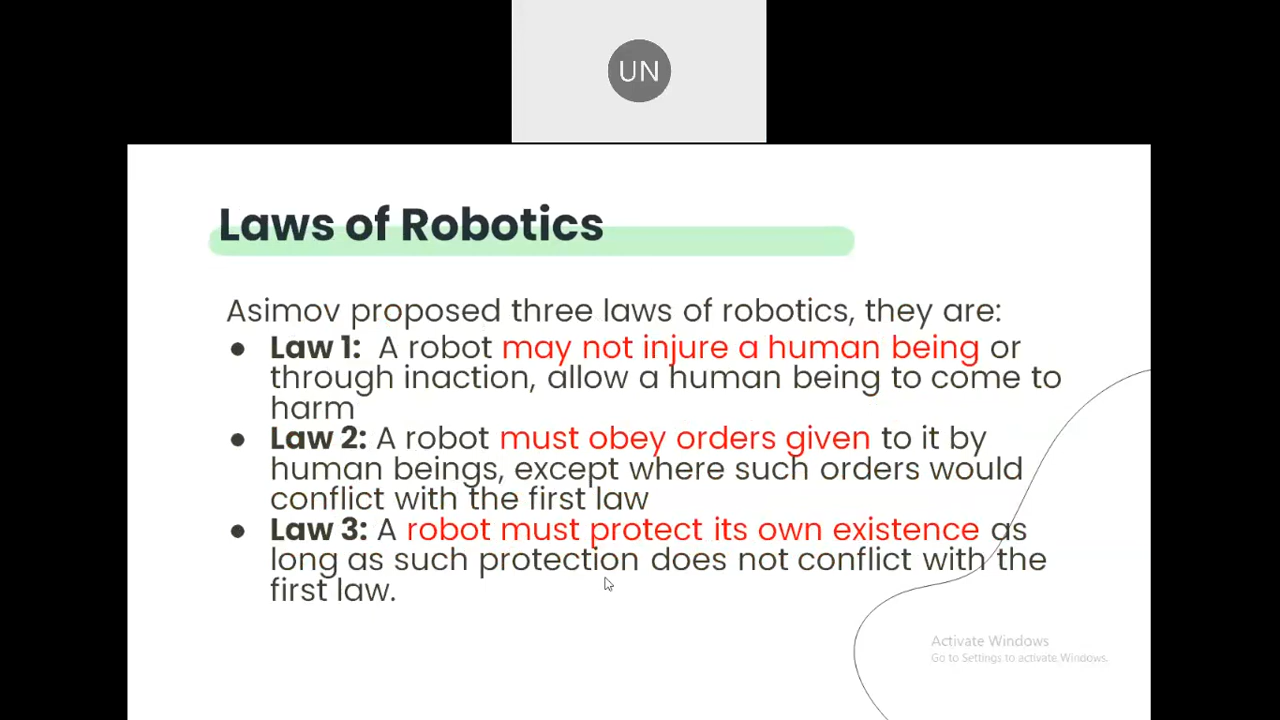 UN
Laws of Robotics
Asimov proposed three laws of robotics, they are:
● Law 1: A robot may not injure a human being or
through inaction, allow a human being to come to
harm
● Law 2: A robot must obey orders given to it by
human beings, except where such orders would
conflict with the first law
● Law 3: A robot must protect its own existence as
long as such protection does not conflict with the
first law.
Activate Windows
Go to Settings to activate Windows.